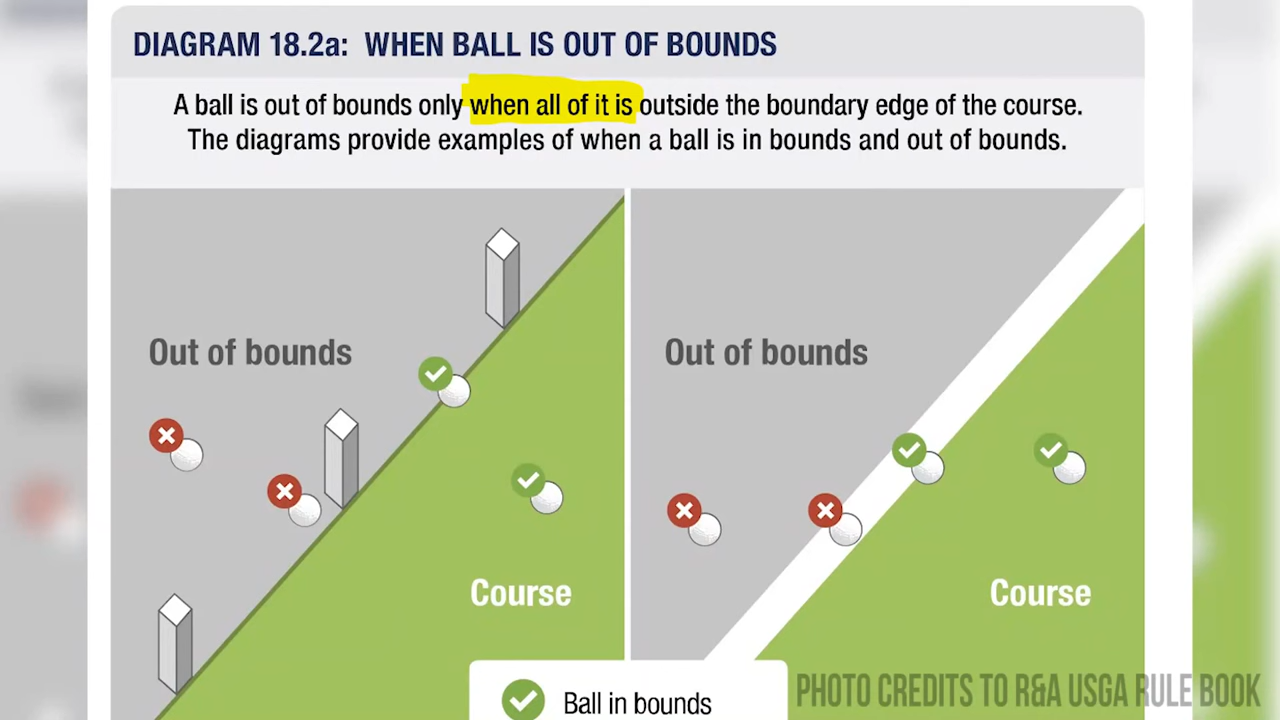 DIAGRAM 18.2a: WHEN BALL IS OUT OF BOUNDS
A ball is out of bounds only when all of it is outside the boundary edge of the course.
The diagrams provide examples of when a ball is in bounds and out of bounds.
Out of bounds
Out of bounds
Course
Course
Ball in bounds
PHOTO CREDITS TO R&A USGA RULE BOOK